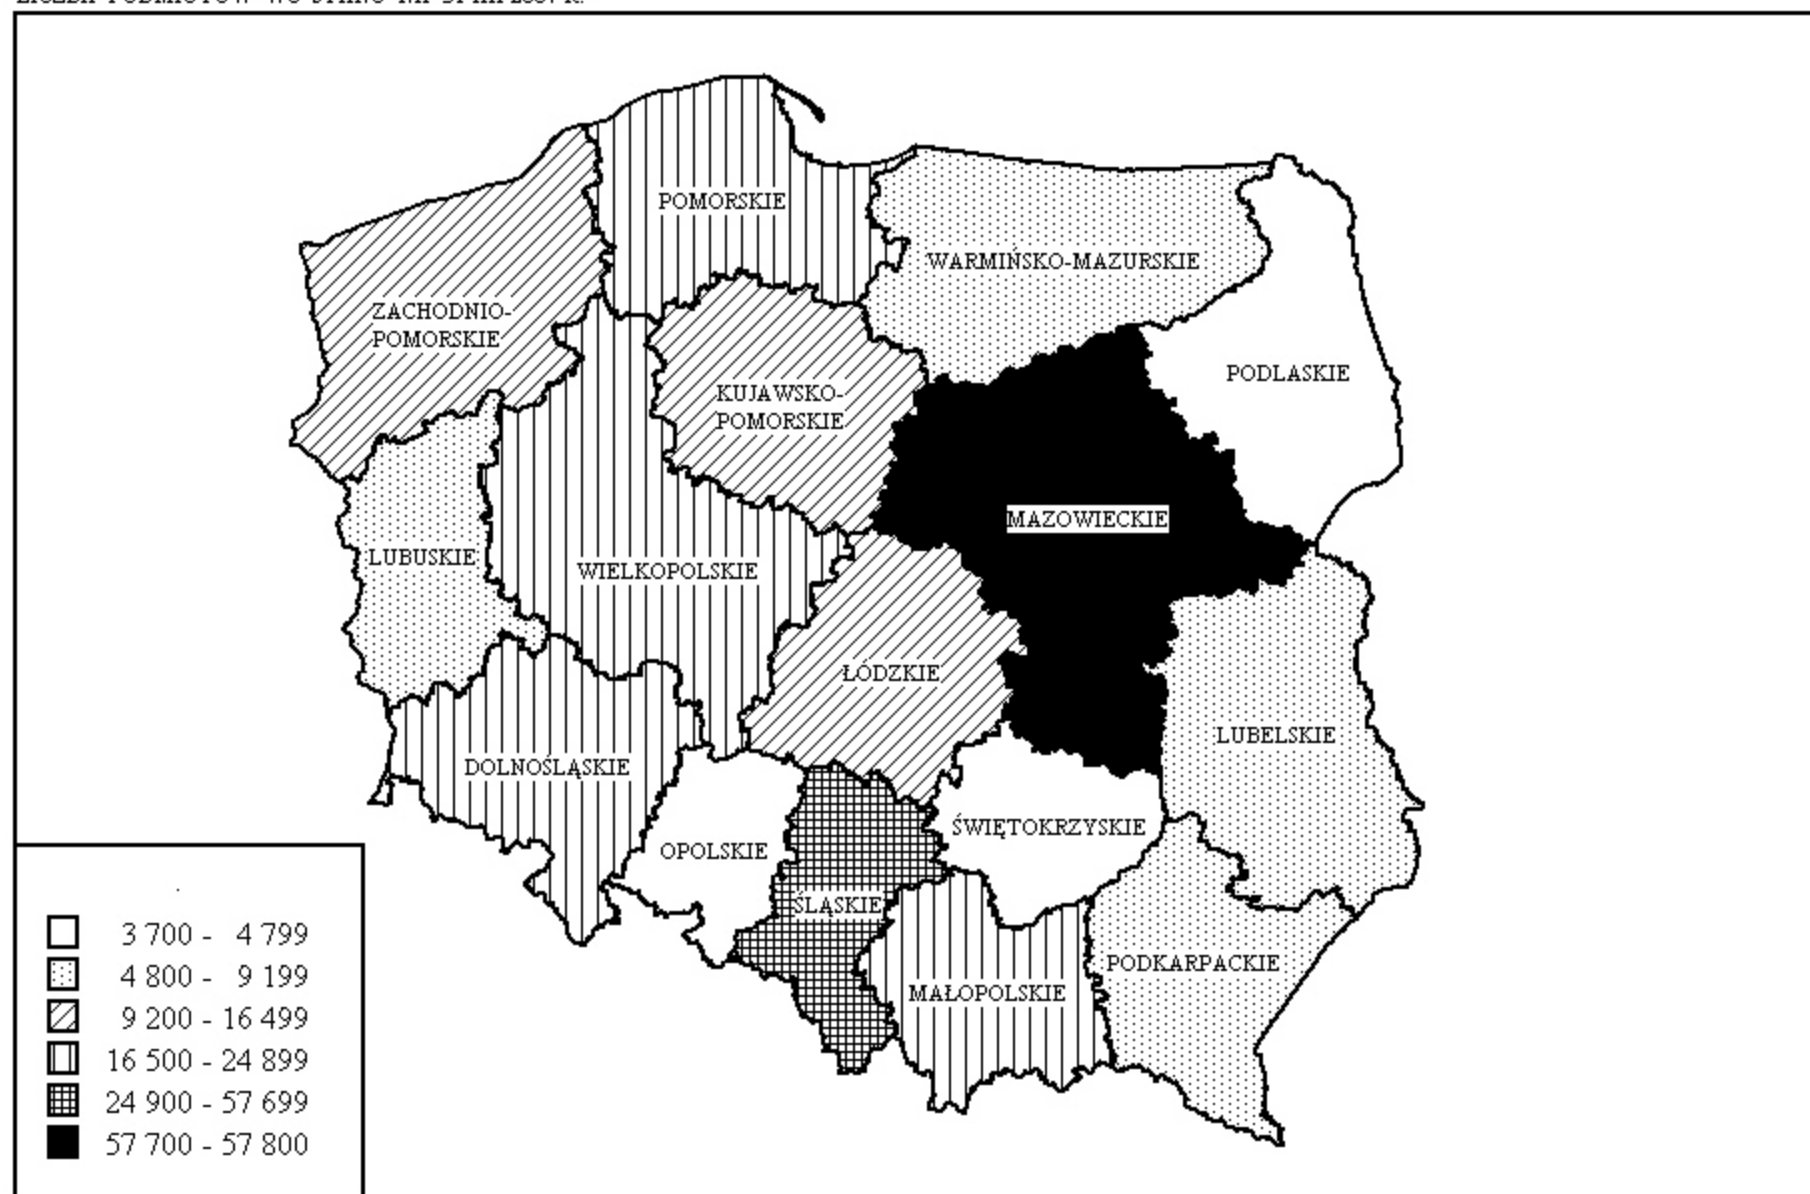 POMORSKIE
WARMIŃSKO-MAZURSKIE
ZACHODNIO-
POMORSKIE
PODLASKIE
KUJAWSKO-
POMORSKIE
MAZOWIECKIE
LUBUSKIE
WIELKOPOLSKIE
ŁÓDZKIE
LUBELSKIE
DOLNOŚLĄSKIE
ŚWIĘTOKRZYSKIE
OPOLSKIE
ŚLĄSKIE
PODKARPACKIE
MAŁOPOLSKIE
3 700 - 4 799
4 800 - 9 199
9 200 - 16 499
16 500 - 24 899
24 900 - 57 699
57 700 - 57 800